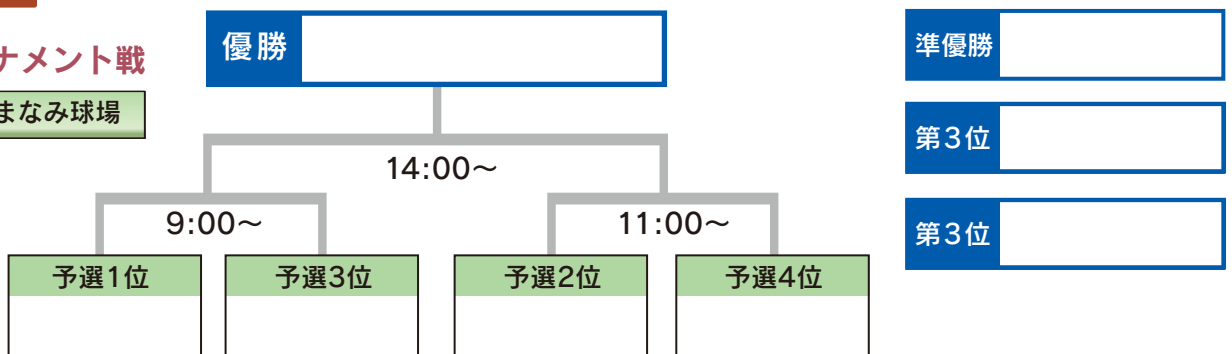 優勝
準優勝
ナメント戦
まなみ球場
第3位
14:00～
9:00～
11:00～
第3位
予選1位
予選3位
予選2位
予選4位